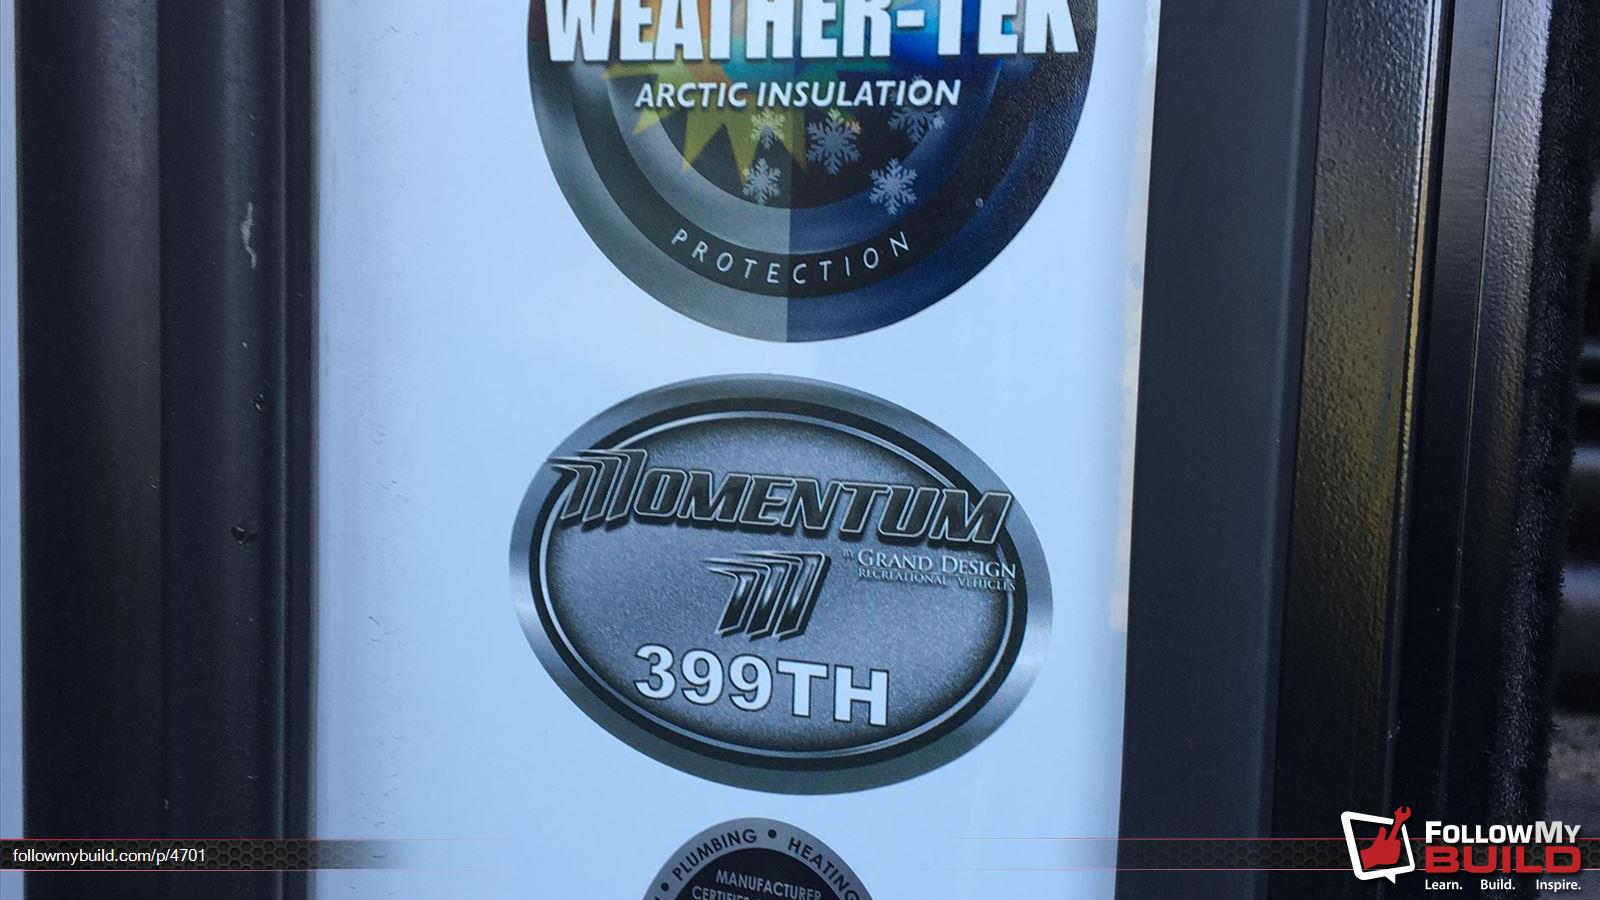 WEATHER-TEK
ARCTIC INSULATION
PROTECTION
MOMENTUM
BY GRAND DESIGN
RECREATIONAL VEHICLES
399TH
PLUMBING • HEATING
MANUFACTURER
followmybuild.com/p/4701
FOLLOWMY
BUILD
Learn. Build. Inspire.